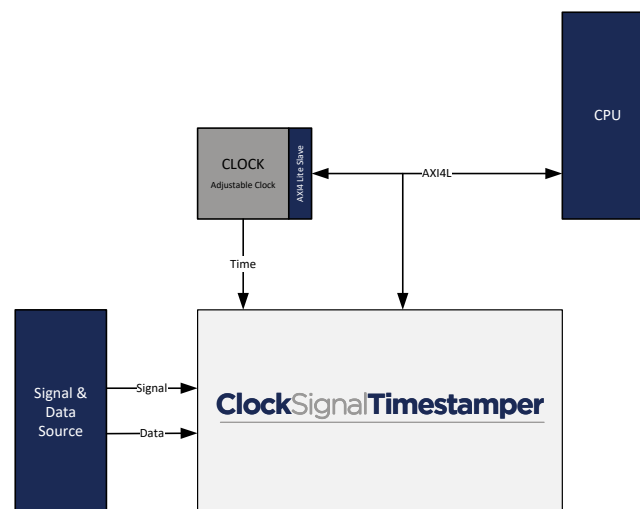 CPU
CLOCK
Adjustable Clock
AXI4 Lite Slave
AXI4L
Time
Signal &
Data
Source
Signal
Data
ClockSignalTimestamper